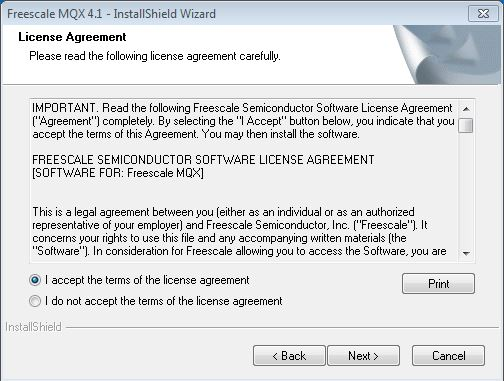 Freescale MQX 4.1 - InstallShield Wizard
License Agreement
Please read the following license agreement carefully.
IMPORTANT. Read the following Freescale Semiconductor Software License Agreement
("Agreement") completely. By selecting the "I Accept" button below, you indicate that you
accept the terms of this Agreement. You may then install the software.
FREESCALE SEMICONDUCTOR SOFTWARE LICENSE AGREEMENT
[SOFTWARE FOR: Freescale MQX]
This is a legal agreement between you (either as an individual or as an authorized
representative of your employer) and Freescale Semiconductor, Inc. ("Freescale"). It
concerns your rights to use this file and any accompanying written materials (the
"Software"). In consideration for Freescale allowing you to access the Software, you are
I accept the terms of the license agreement
Print
I do not accept the terms of the license agreement
InstallShield
< Back
Next >
Cancel